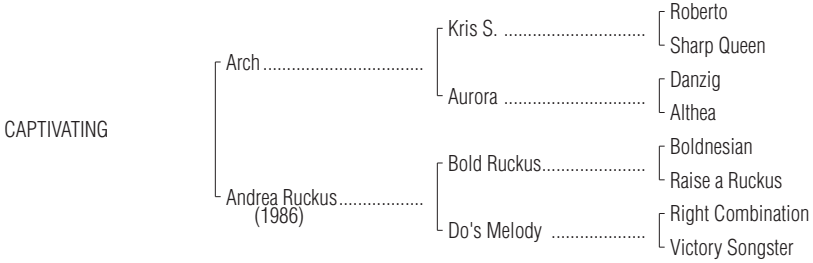 Roberto
Kris S. ..............................
Sharp Queen
Arch .................................
Danzig
Aurora ..............................
Althea
CAPTIVATING
Boldnesian
Bold Ruckus......................
Raise a Ruckus
Andrea Ruckus..................
(1986)
Right Combination
Do's Melody ....................
Victory Songster